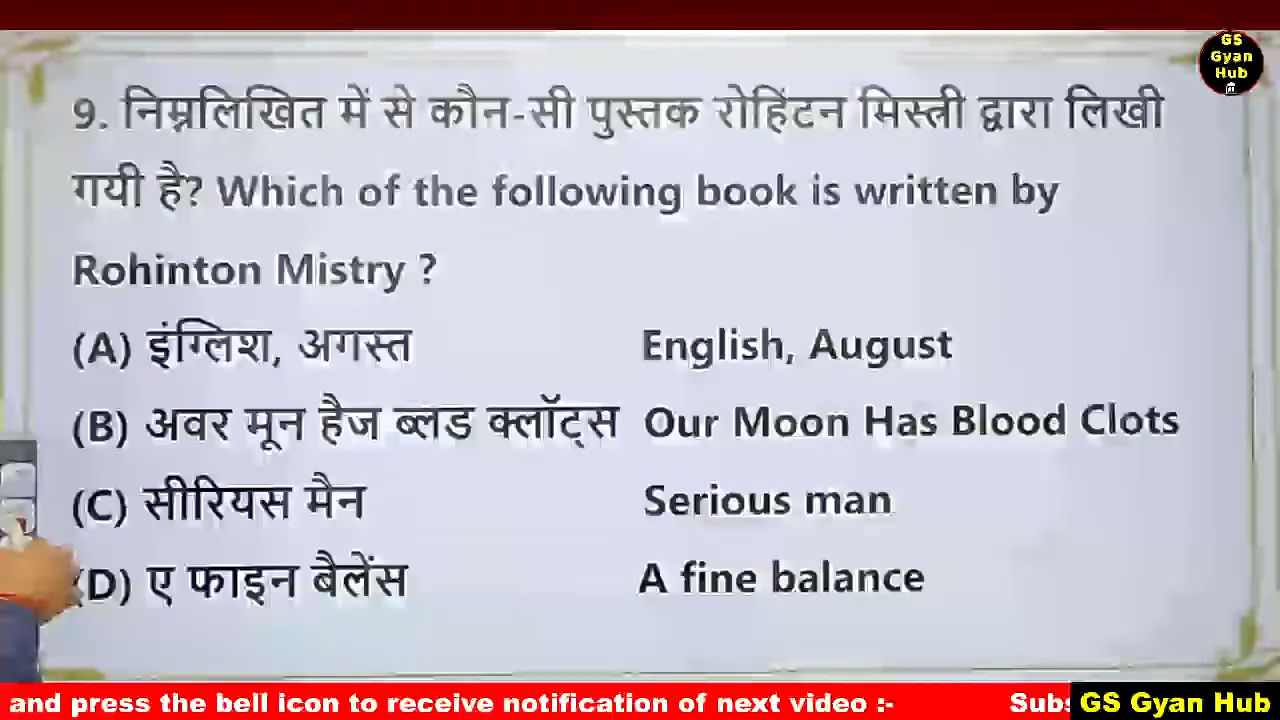 GS
Gyan
Hub
9. निम्नलिखित में से कौन-सी पुस्तक रोहिंटन मिस्त्री द्वारा लिखी
गयी है? Which of the following book is written by
Rohinton Mistry ?
(A) इंग्लिश, अगस्त English, August
(B) अवर मून हैज ब्लड क्लॉट्स Our Moon Has Blood Clots
(C) सीरियस मैन Serious man
(D) ए फाइन बैलेंस A fine balance
and press the bell icon to receive notification of next video :- Subs GS Gyan Hub